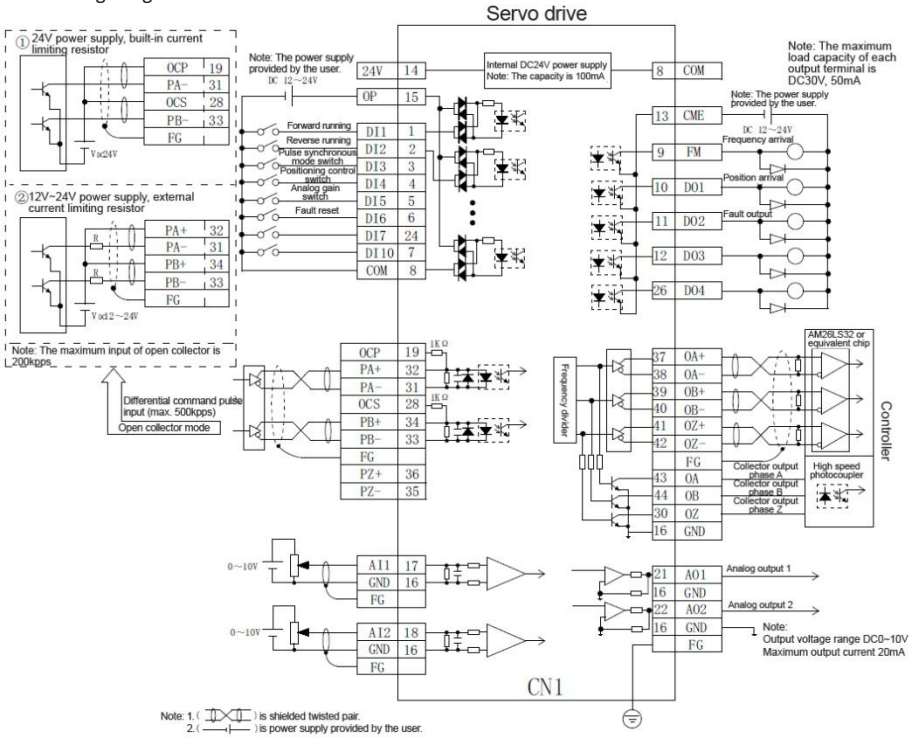 Servo drive
① 24V power supply, built-in current
limiting resistor
OCP 19
PA- 31
OCS 28
PB- 33
FG
VDC24V
②12V~24V power supply, external
current limiting resistor
R
R
PA+ 32
PA- 31
PB+ 34
PB- 33
FG
VDC12～24V
Note: The maximum input of open collector is
200kpps
Differential command pulse
input (max. 500kpps)
Open collector mode
Note: The power supply
provided by the user.
DC 12～24V
24V 14
OP 15
Forward running
DI1 1
Reverse running
DI2 2
Pulse synchronous
mode switch
DI3 3
Positioning control
switch
DI4 4
Analog gain
switch
DI5 5
Fault reset
DI6 6
DI7 24
DI10 7
COM 8
Internal DC24V power supply
Note: The capacity is 100mA
8 COM
Note: The maximum
load capacity of each
output terminal is
DC30V, 50mA
Note: The power supply
provided by the user.
13 CME
DC 12～24V
Frequency arrival
9 FM
Position arrival
10 DO1
Fault output
11 DO2
12 DO3
26 DO4
OCP 19
1KΩ
PA+ 32
PA- 31
OCS 28
1KΩ
PB+ 34
PB- 33
FG
PZ+ 36
PZ- 35
Frequency divider
37 OA+
38 OA-
39 OB+
40 OB-
41 OZ+
42 OZ-
FG
43 OA
44 OB
30 OZ
16 GND
AM26LS32 or
equivalent chip
Controller
Collector output
phase A
Collector output
phase B
Collector output
phase Z
High speed
photocoupler
0～10V
AI1 17
GND 16
FG
0～10V
AI2 18
GND 16
FG
21 AO1
Analog output 1
16 GND
22 AO2
Analog output 2
16 GND
FG
Note:
Output voltage range DC0~10V
Maximum output current 20mA
CN1
Note: 1.( ) is shielded twisted pair.
2.( ) is power supply provided by the user.